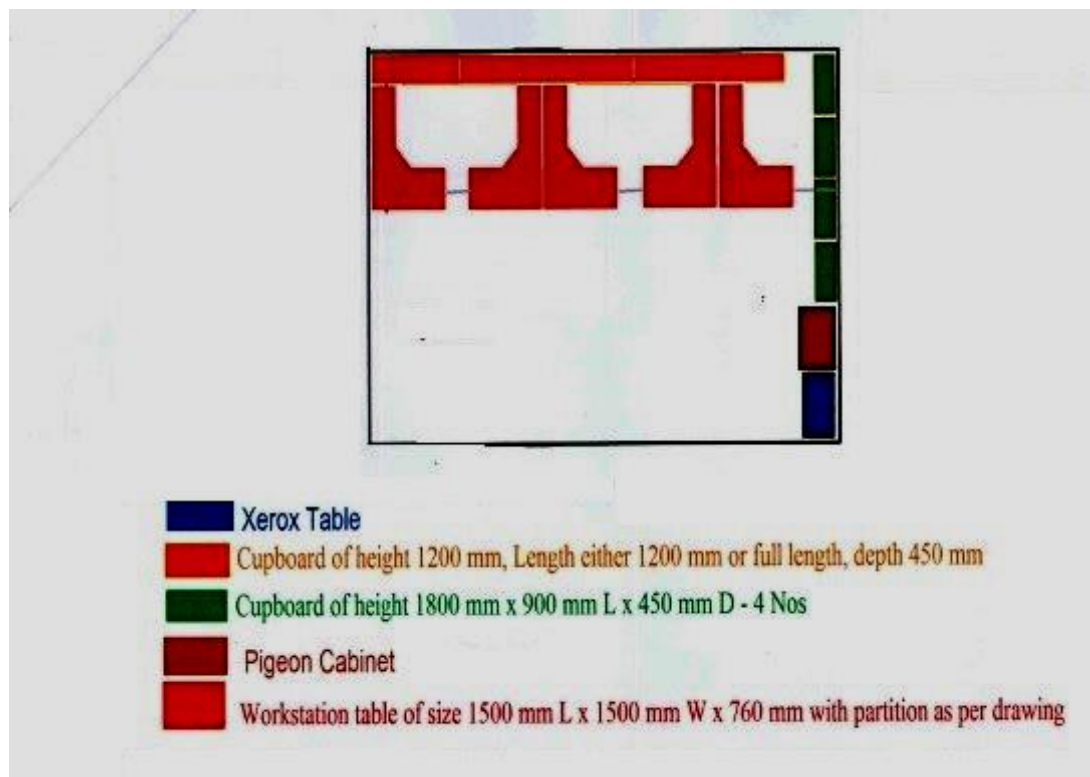 Xerox Table
Cupboard of height 1200 mm, Length either 1200 mm or full length, depth 450 mm
Cupboard of height 1800 mm x 900 mm L x 450 mm D - 4 Nos
Pigeon Cabinet
Workstation table of size 1500 mm L x 1500 mm W x 760 mm with partition as per drawing